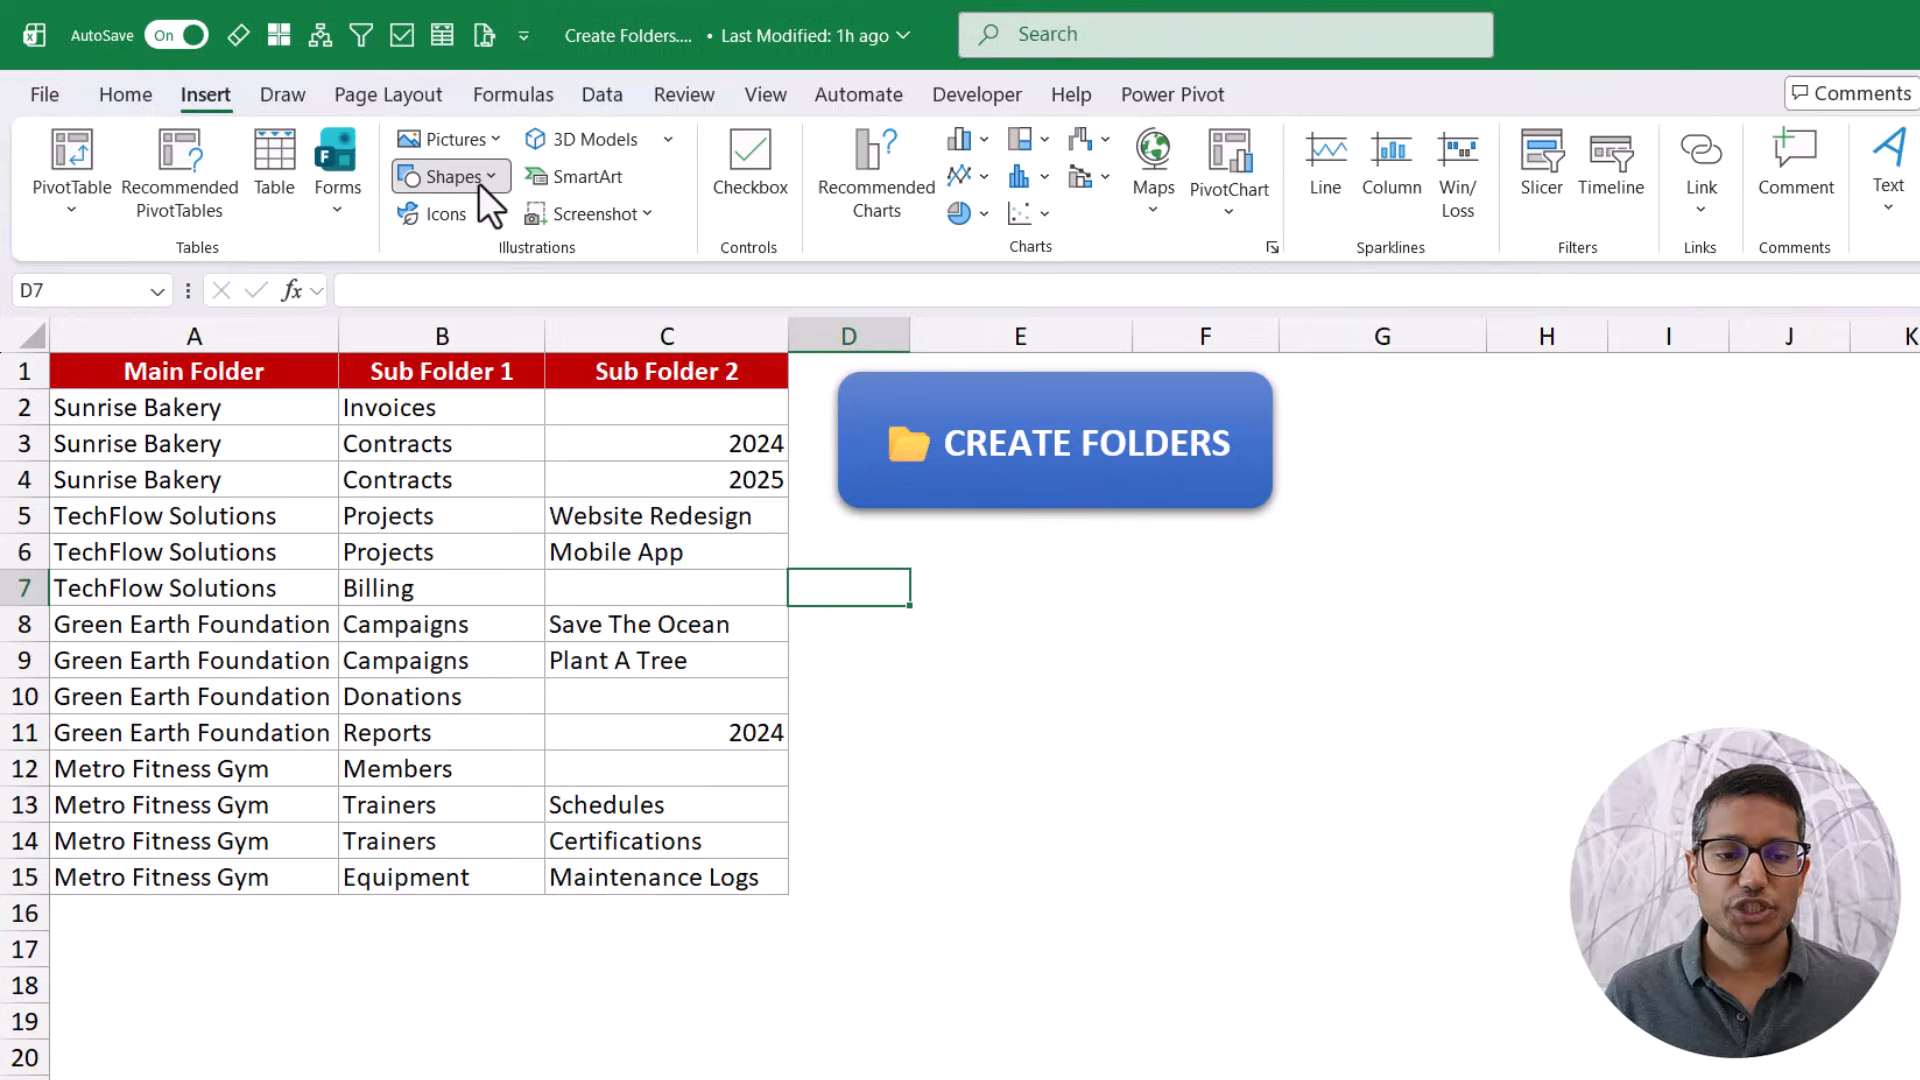 AutoSave On Create Folders.... • Last Modified: 1h ago Search
File Home Insert Draw Page Layout Formulas Data Review View Automate Developer Help Power Pivot Comments
PivotTable
Recommended PivotTables
Table
Forms
Tables
Pictures
Shapes
Icons
3D Models
SmartArt
Screenshot
Illustrations
Checkbox
Controls
Recommended Charts
Maps
PivotChart
Charts
Line
Column
Win/ Loss
Sparklines
Slicer
Timeline
Filters
Link
Links
Comment
Comments
Text
D7 fx
A B C D E F G H I J K
1 Main Folder Sub Folder 1 Sub Folder 2
2 Sunrise Bakery Invoices
3 Sunrise Bakery Contracts 2024
4 Sunrise Bakery Contracts 2025
5 TechFlow Solutions Projects Website Redesign
6 TechFlow Solutions Projects Mobile App
7 TechFlow Solutions Billing
8 Green Earth Foundation Campaigns Save The Ocean
9 Green Earth Foundation Campaigns Plant A Tree
10 Green Earth Foundation Donations
11 Green Earth Foundation Reports 2024
12 Metro Fitness Gym Members
13 Metro Fitness Gym Trainers Schedules
14 Metro Fitness Gym Trainers Certifications
15 Metro Fitness Gym Equipment Maintenance Logs
16
17
18
19
20
CREATE FOLDERS